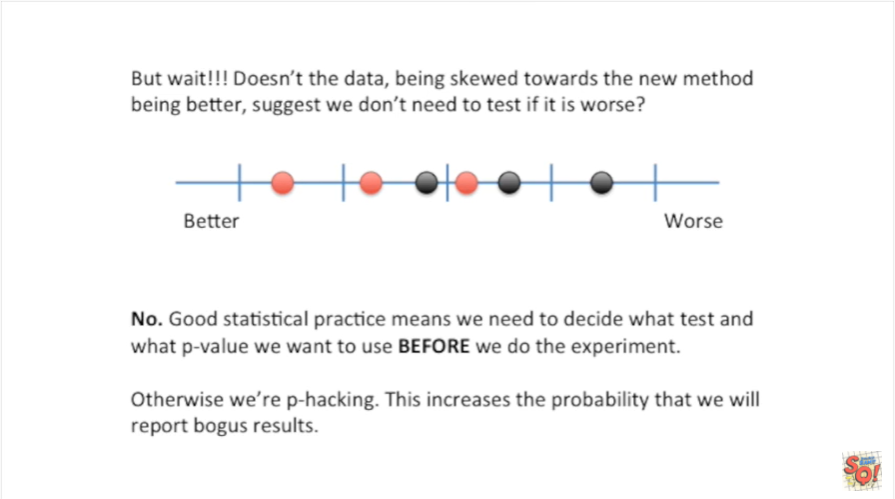 But wait!!! Doesn’t the data, being skewed towards the new method
being better, suggest we don’t need to test if it is worse?
Better
Worse
No. Good statistical practice means we need to decide what test and
what p-value we want to use BEFORE we do the experiment.
Otherwise we’re p-hacking. This increases the probability that we will
report bogus results.
SQ!